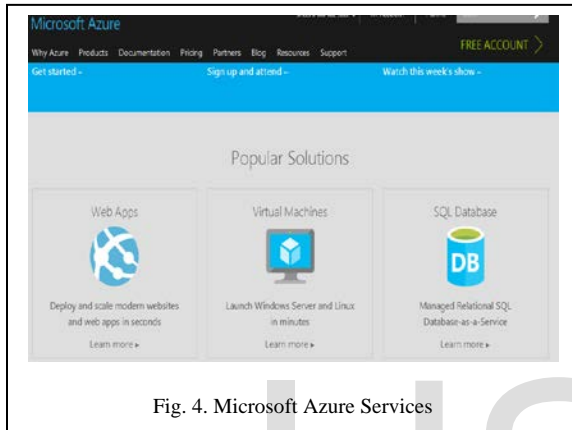 Microsoft Azure
Why Azure Products Documentation Pricing Partners Blog Resources Support
FREE ACCOUNT >
Get started – Sign up and attend – Watch this week's show –
Popular Solutions
Web Apps
Deploy and scale modern websites
and web apps in seconds
Learn more ▸
Virtual Machines
Launch Windows Server and Linux
in minutes
Learn more ▸
SQL Database
DB
Managed Relational SQL
Database-as-a-Service
Learn more ▸
Fig. 4. Microsoft Azure Services